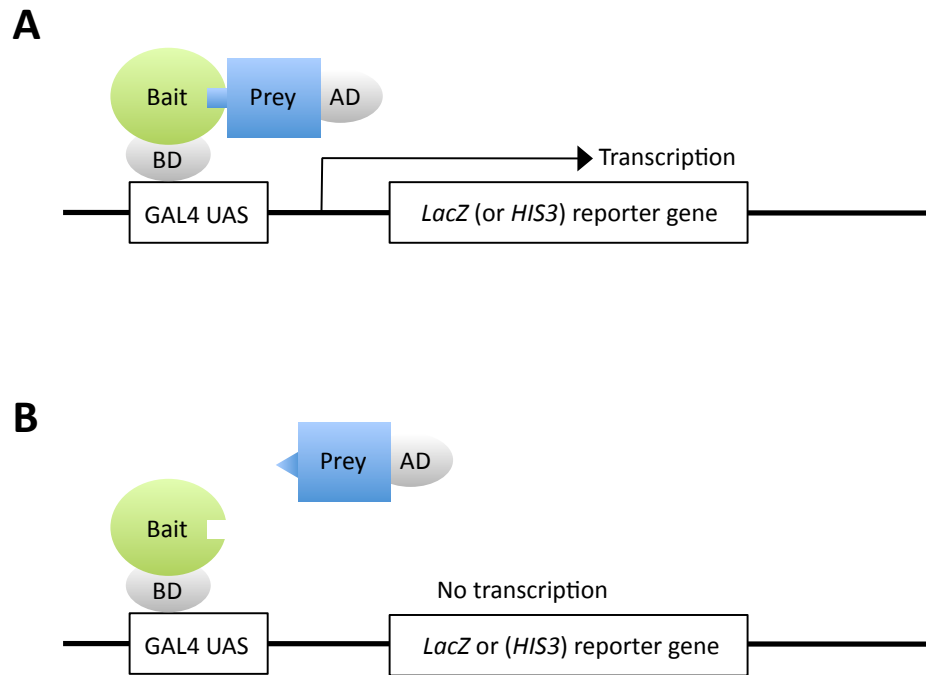 A
Bait
Prey
AD
BD
Transcription
GAL4 UAS
LacZ (or HIS3) reporter gene
B
Prey
AD
Bait
BD
No transcription
GAL4 UAS
LacZ or (HIS3) reporter gene